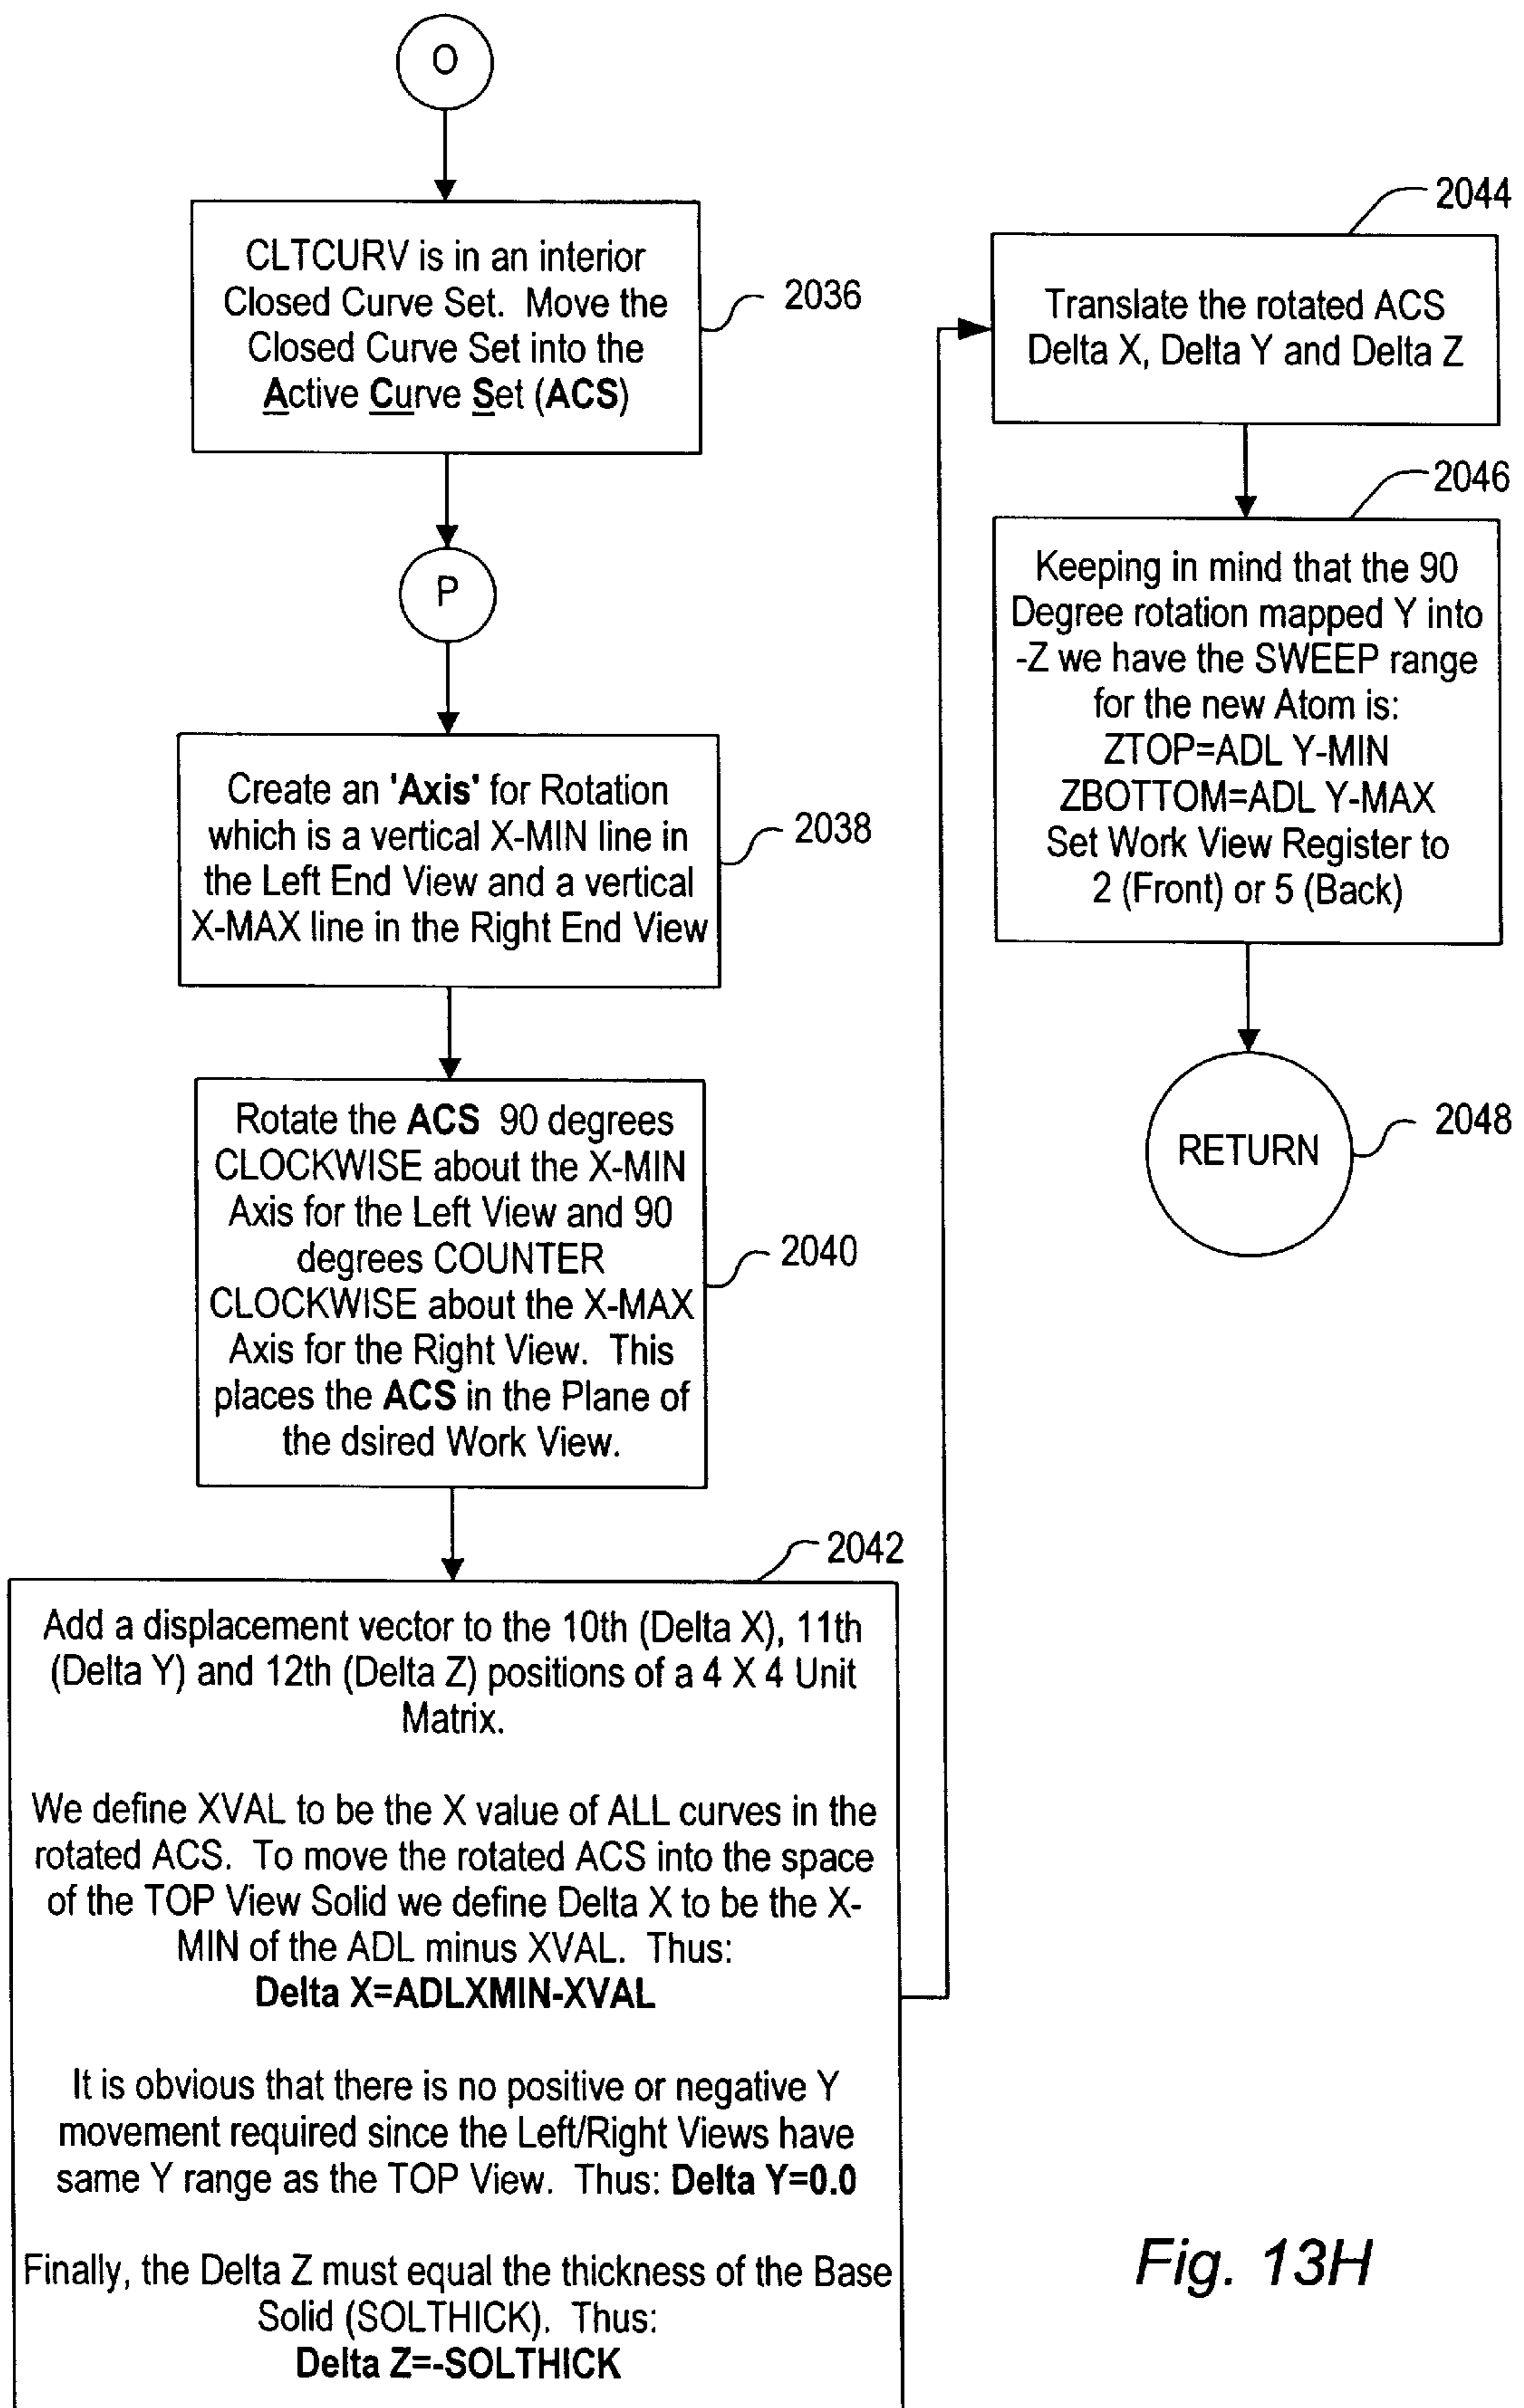 O
CLTCURV is in an interior
Closed Curve Set. Move the
Closed Curve Set into the
Active Curve Set (ACS)
2036
P
Create an 'Axis' for Rotation
which is a vertical X-MIN line in
the Left End View and a vertical
X-MAX line in the Right End View
2038
Rotate the ACS 90 degrees
CLOCKWISE about the X-MIN
Axis for the Left View and 90
degrees COUNTER
CLOCKWISE about the X-MAX
Axis for the Right View. This
places the ACS in the Plane of
the dsired Work View.
2040
2042
Add a displacement vector to the 10th (Delta X), 11th
(Delta Y) and 12th (Delta Z) positions of a 4 X 4 Unit
Matrix.
We define XVAL to be the X value of ALL curves in the
rotated ACS. To move the rotated ACS into the space
of the TOP View Solid we define Delta X to be the X-
MIN of the ADL minus XVAL. Thus:
Delta X=ADLXMIN-XVAL
It is obvious that there is no positive or negative Y
movement required since the Left/Right Views have
same Y range as the TOP View. Thus: Delta Y=0.0
Finally, the Delta Z must equal the thickness of the Base
Solid (SOLTHICK). Thus:
Delta Z=-SOLTHICK
2044
Translate the rotated ACS
Delta X, Delta Y and Delta Z
2046
Keeping in mind that the 90
Degree rotation mapped Y into
-Z we have the SWEEP range
for the new Atom is:
ZTOP=ADL Y-MIN
ZBOTTOM=ADL Y-MAX
Set Work View Register to
2 (Front) or 5 (Back)
RETURN
2048
Fig. 13H